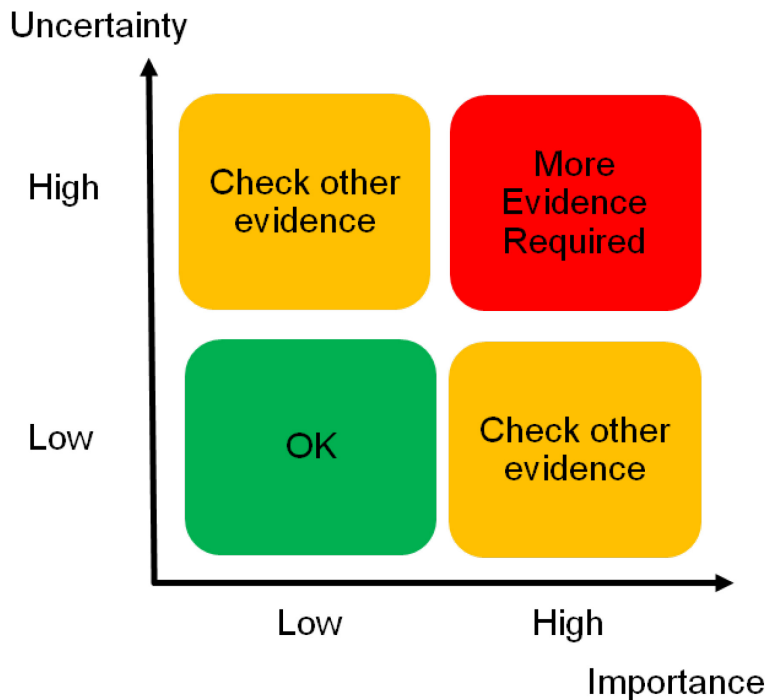 Uncertainty
High
Check other
evidence
More
Evidence
Required
Low
OK
Check other
evidence
Low
High
Importance